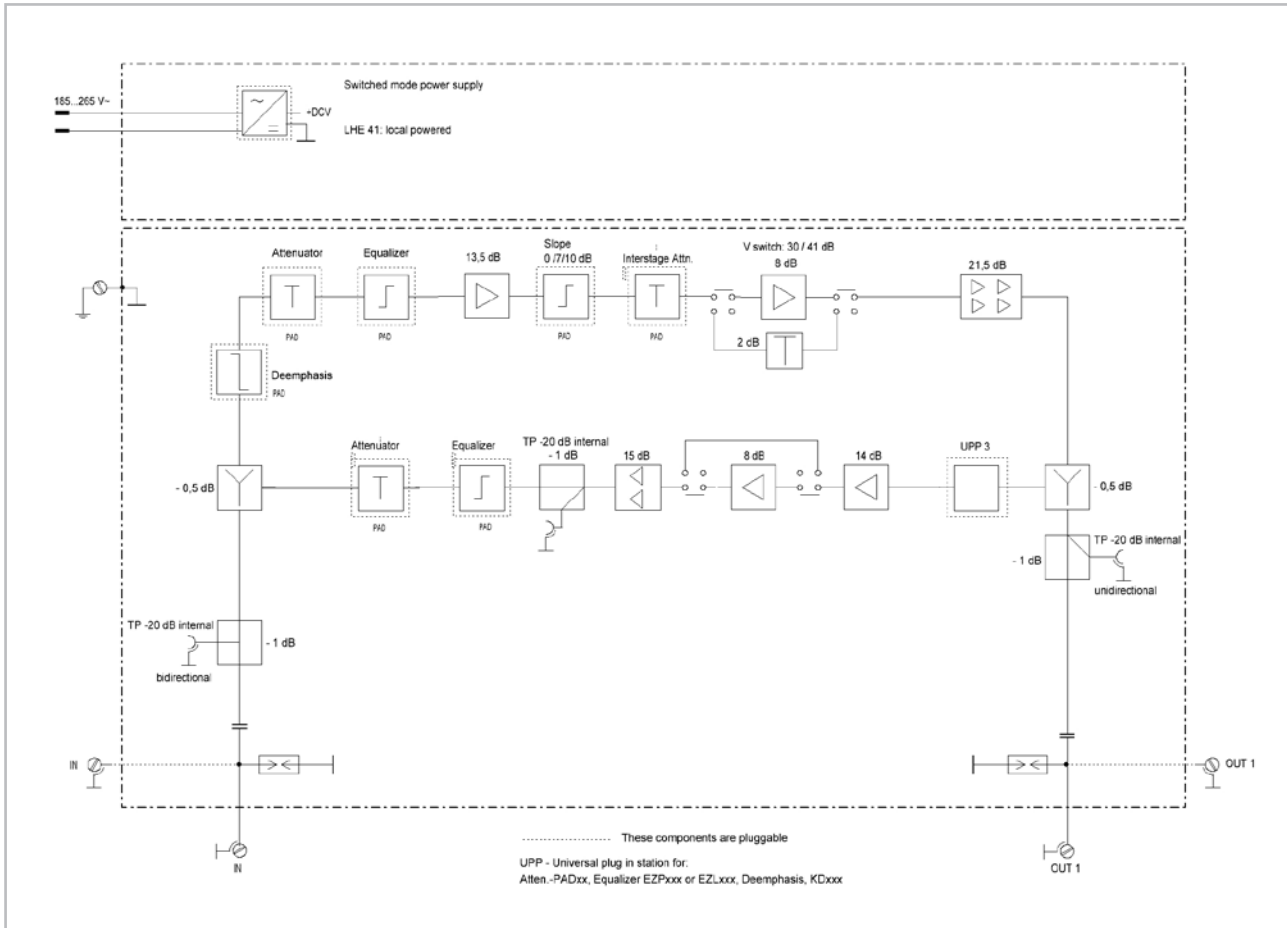 Switched mode power supply
185...265 V~
=DCV
LHE 41: local powered
Attenuator
Equalizer
13,5 dB
Slope
0 /7/10 dB
Interstage Attn.
V switch: 30 / 41 dB
8 dB
21,5 dB
PAD
PAD
PAD
PAD
2 dB
Deemphasis
PAD
Attenuator
Equalizer
TP -20 dB internal
- 1 dB
15 dB
8 dB
14 dB
UPP 3
- 0,5 dB
- 0,5 dB
PAD
PAD
TP -20 dB internal
- 1 dB
unidirectional
TP -20 dB internal
- 1 dB
bidirectional
IN
OUT 1
These components are pluggable
IN
OUT 1
UPP - Universal plug in station for:
Atten.-PADxx, Equalizer EZPxxx or EZLxxx, Deemphasis, KDxxx